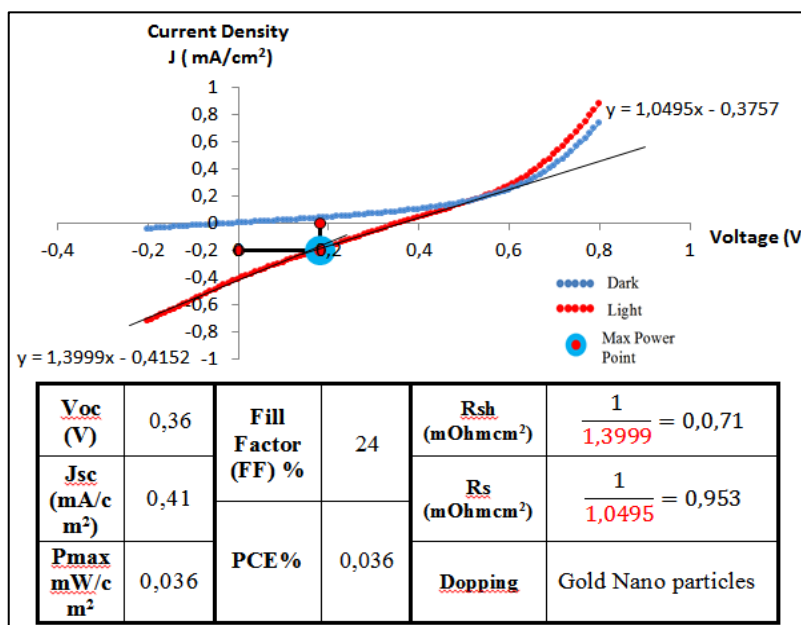 Current Density
J ( mA/cm²)
1
0,8
0,6
0,4
0,2
0
-0,2
-0,4
-0,6
-0,8
-1
-0,4
-0,2
0
0,2
0,4
0,6
0,8
1
Voltage (V
y = 1,0495x - 0,3757
y = 1,3999x - 0,4152
Dark
Light
Max Power
Point
Voc
(V)
0,36
Jsc
(mA/c
m²)
0,41
Pmax
mW/c
m²
0,036
Fill
Factor
(FF) %
24
PCE%
0,036
Rsh
(mOhmcm²)
1
1,3999
= 0,0,71
Rs
(mOhmcm²)
1
1,0495
= 0,953
Dopping
Gold Nano particles